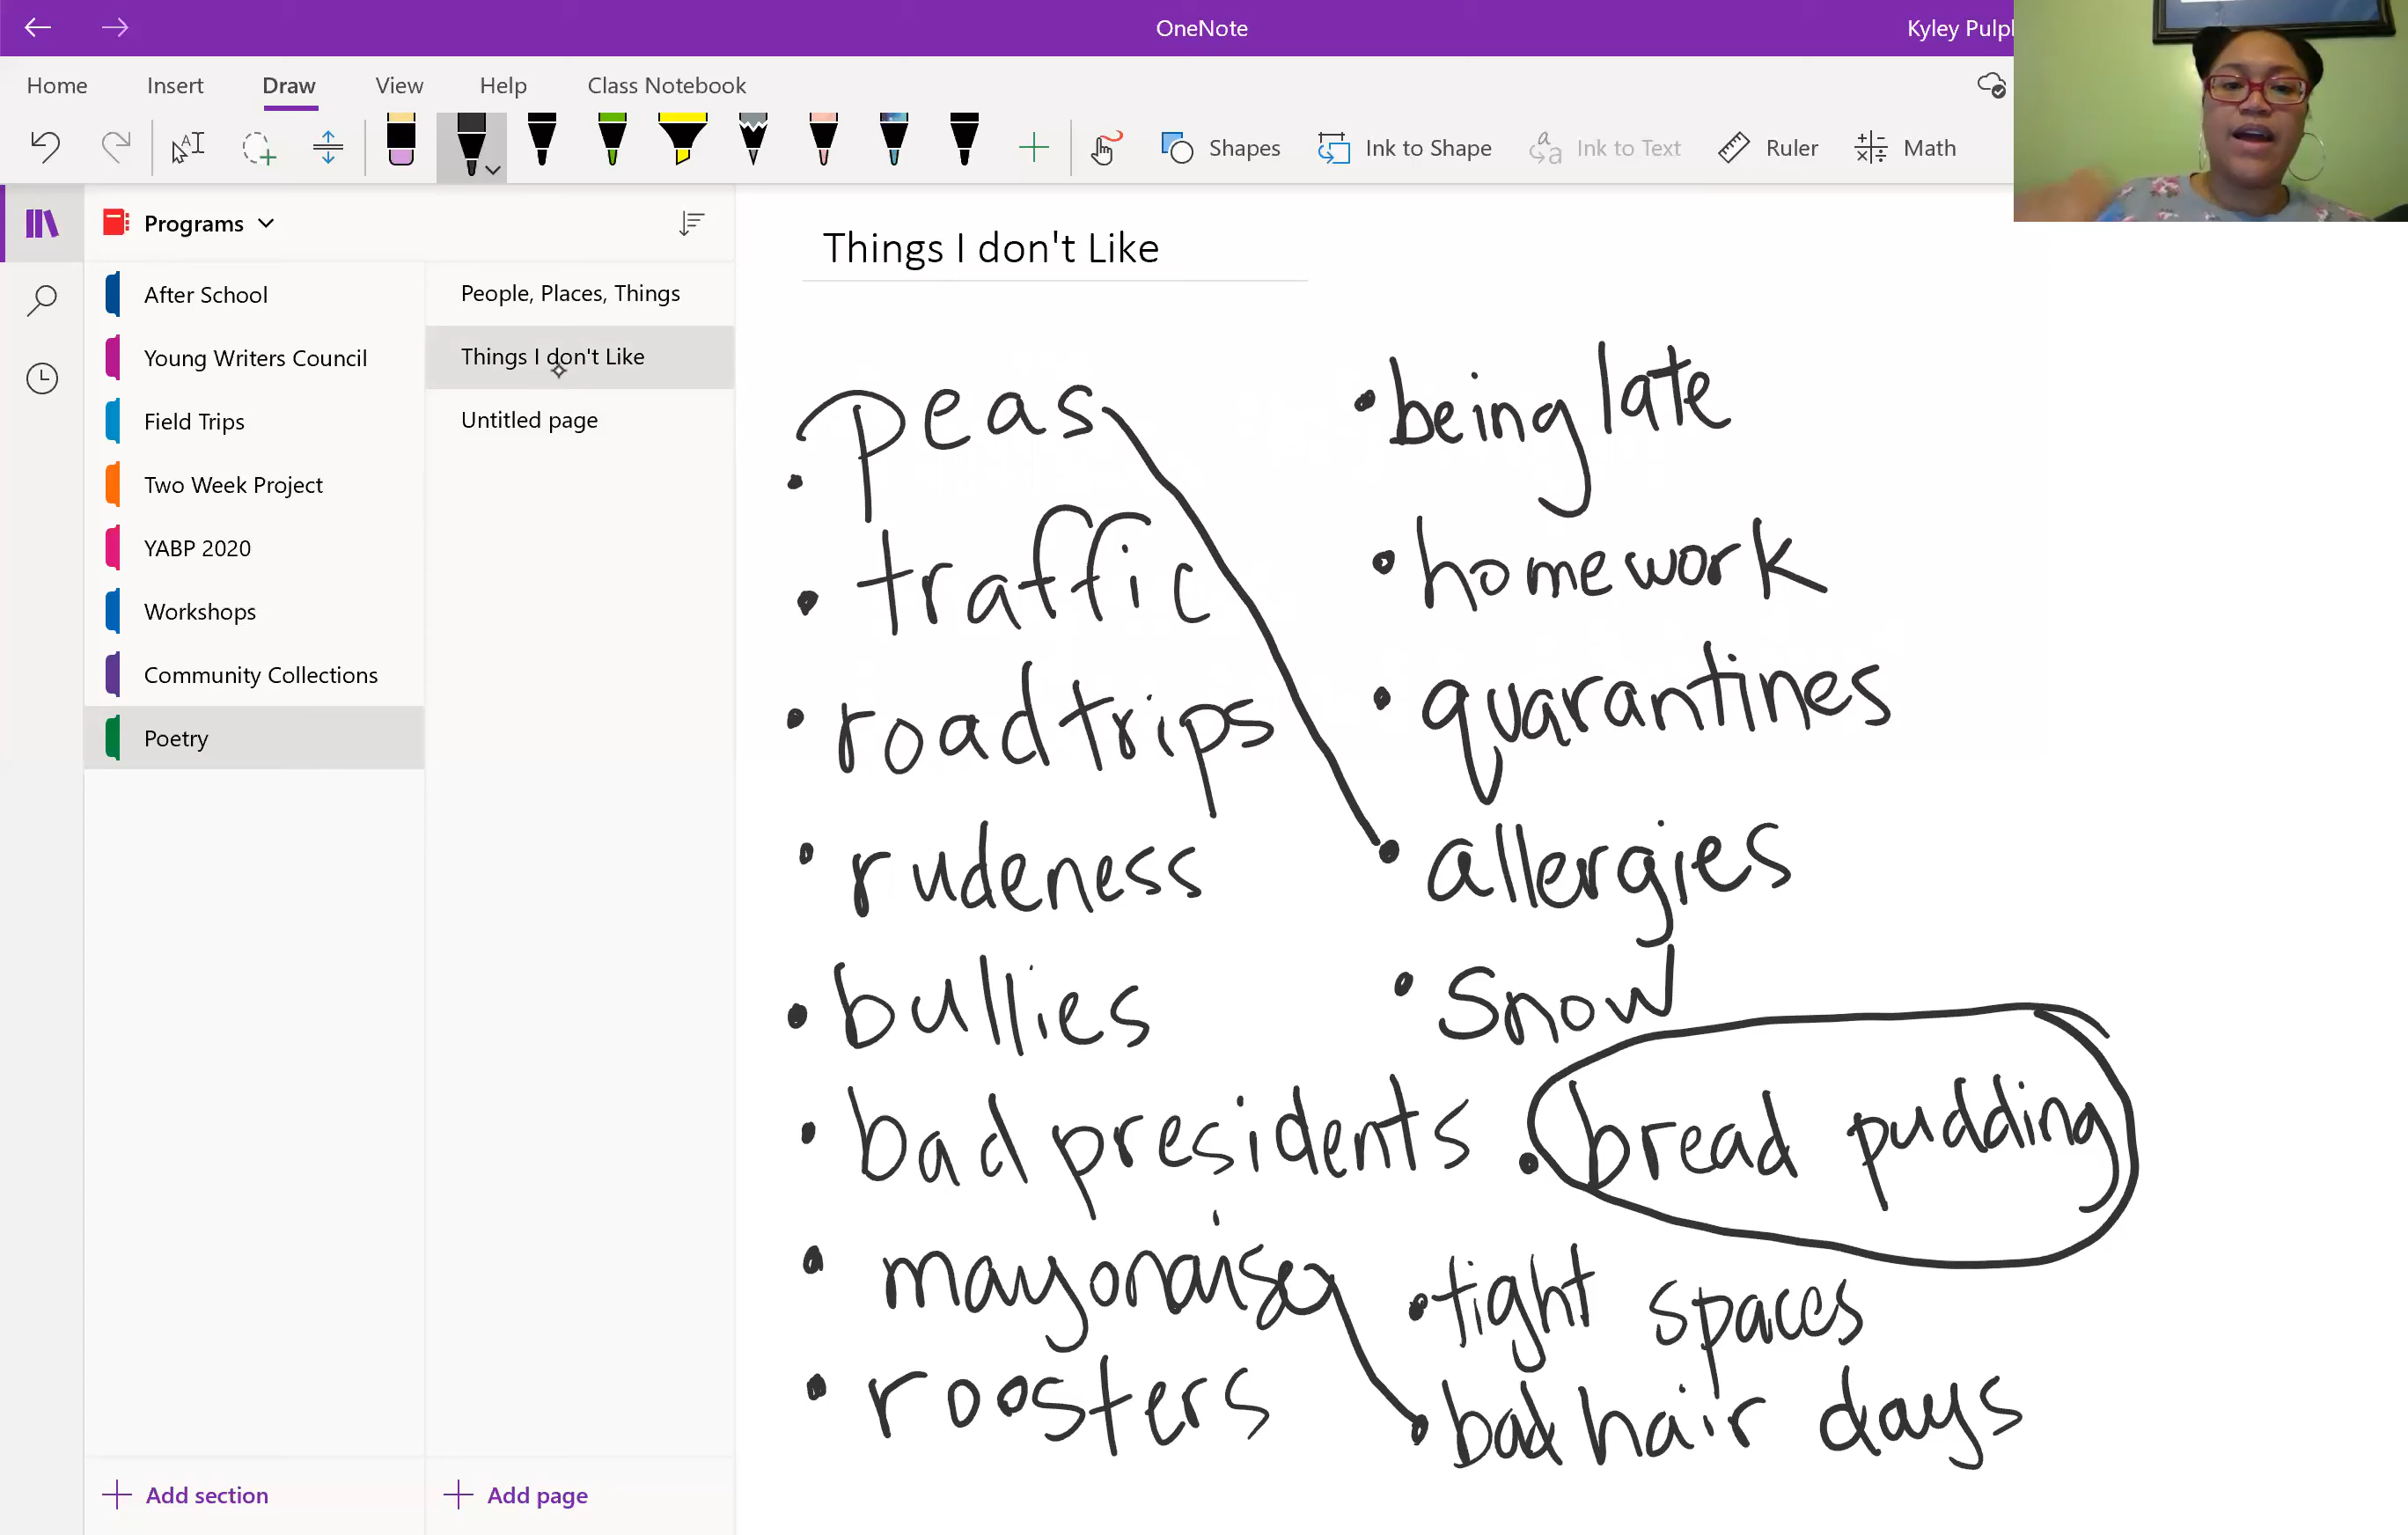 OneNote
Kyley Pulpl
Home Insert Draw View Help Class Notebook
Shapes Ink to Shape Ink to Text Ruler Math
Programs
After School
Young Writers Council
Field Trips
Two Week Project
YABP 2020
Workshops
Community Collections
Poetry
Add section
People, Places, Things
Things I don't Like
Untitled page
Add page
Things I don't Like
• peas
• traffic
• road trips
• rudeness
• bullies
• bad presidents
• mayonaise
• roosters
• being late
• homework
• quarantines
• allergies
• Snow
• bread pudding
• tight spaces
• bad hair days